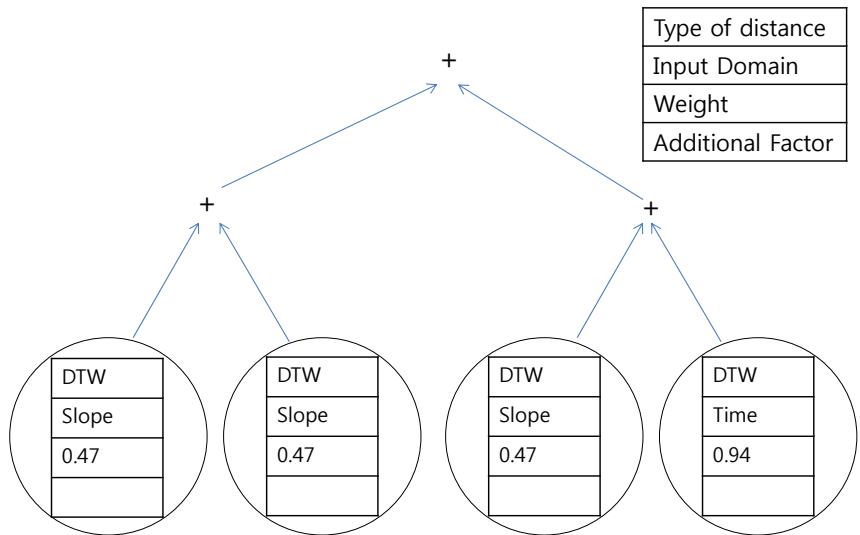 +
Type of distance
Input Domain
Weight
Additional Factor
+
+
DTW
Slope
0.47
DTW
Slope
0.47
DTW
Slope
0.47
DTW
Time
0.94